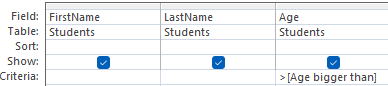 Field: FirstName LastName Age
Table: Students Students Students
Sort:
Show:
Criteria: >[Age bigger than]